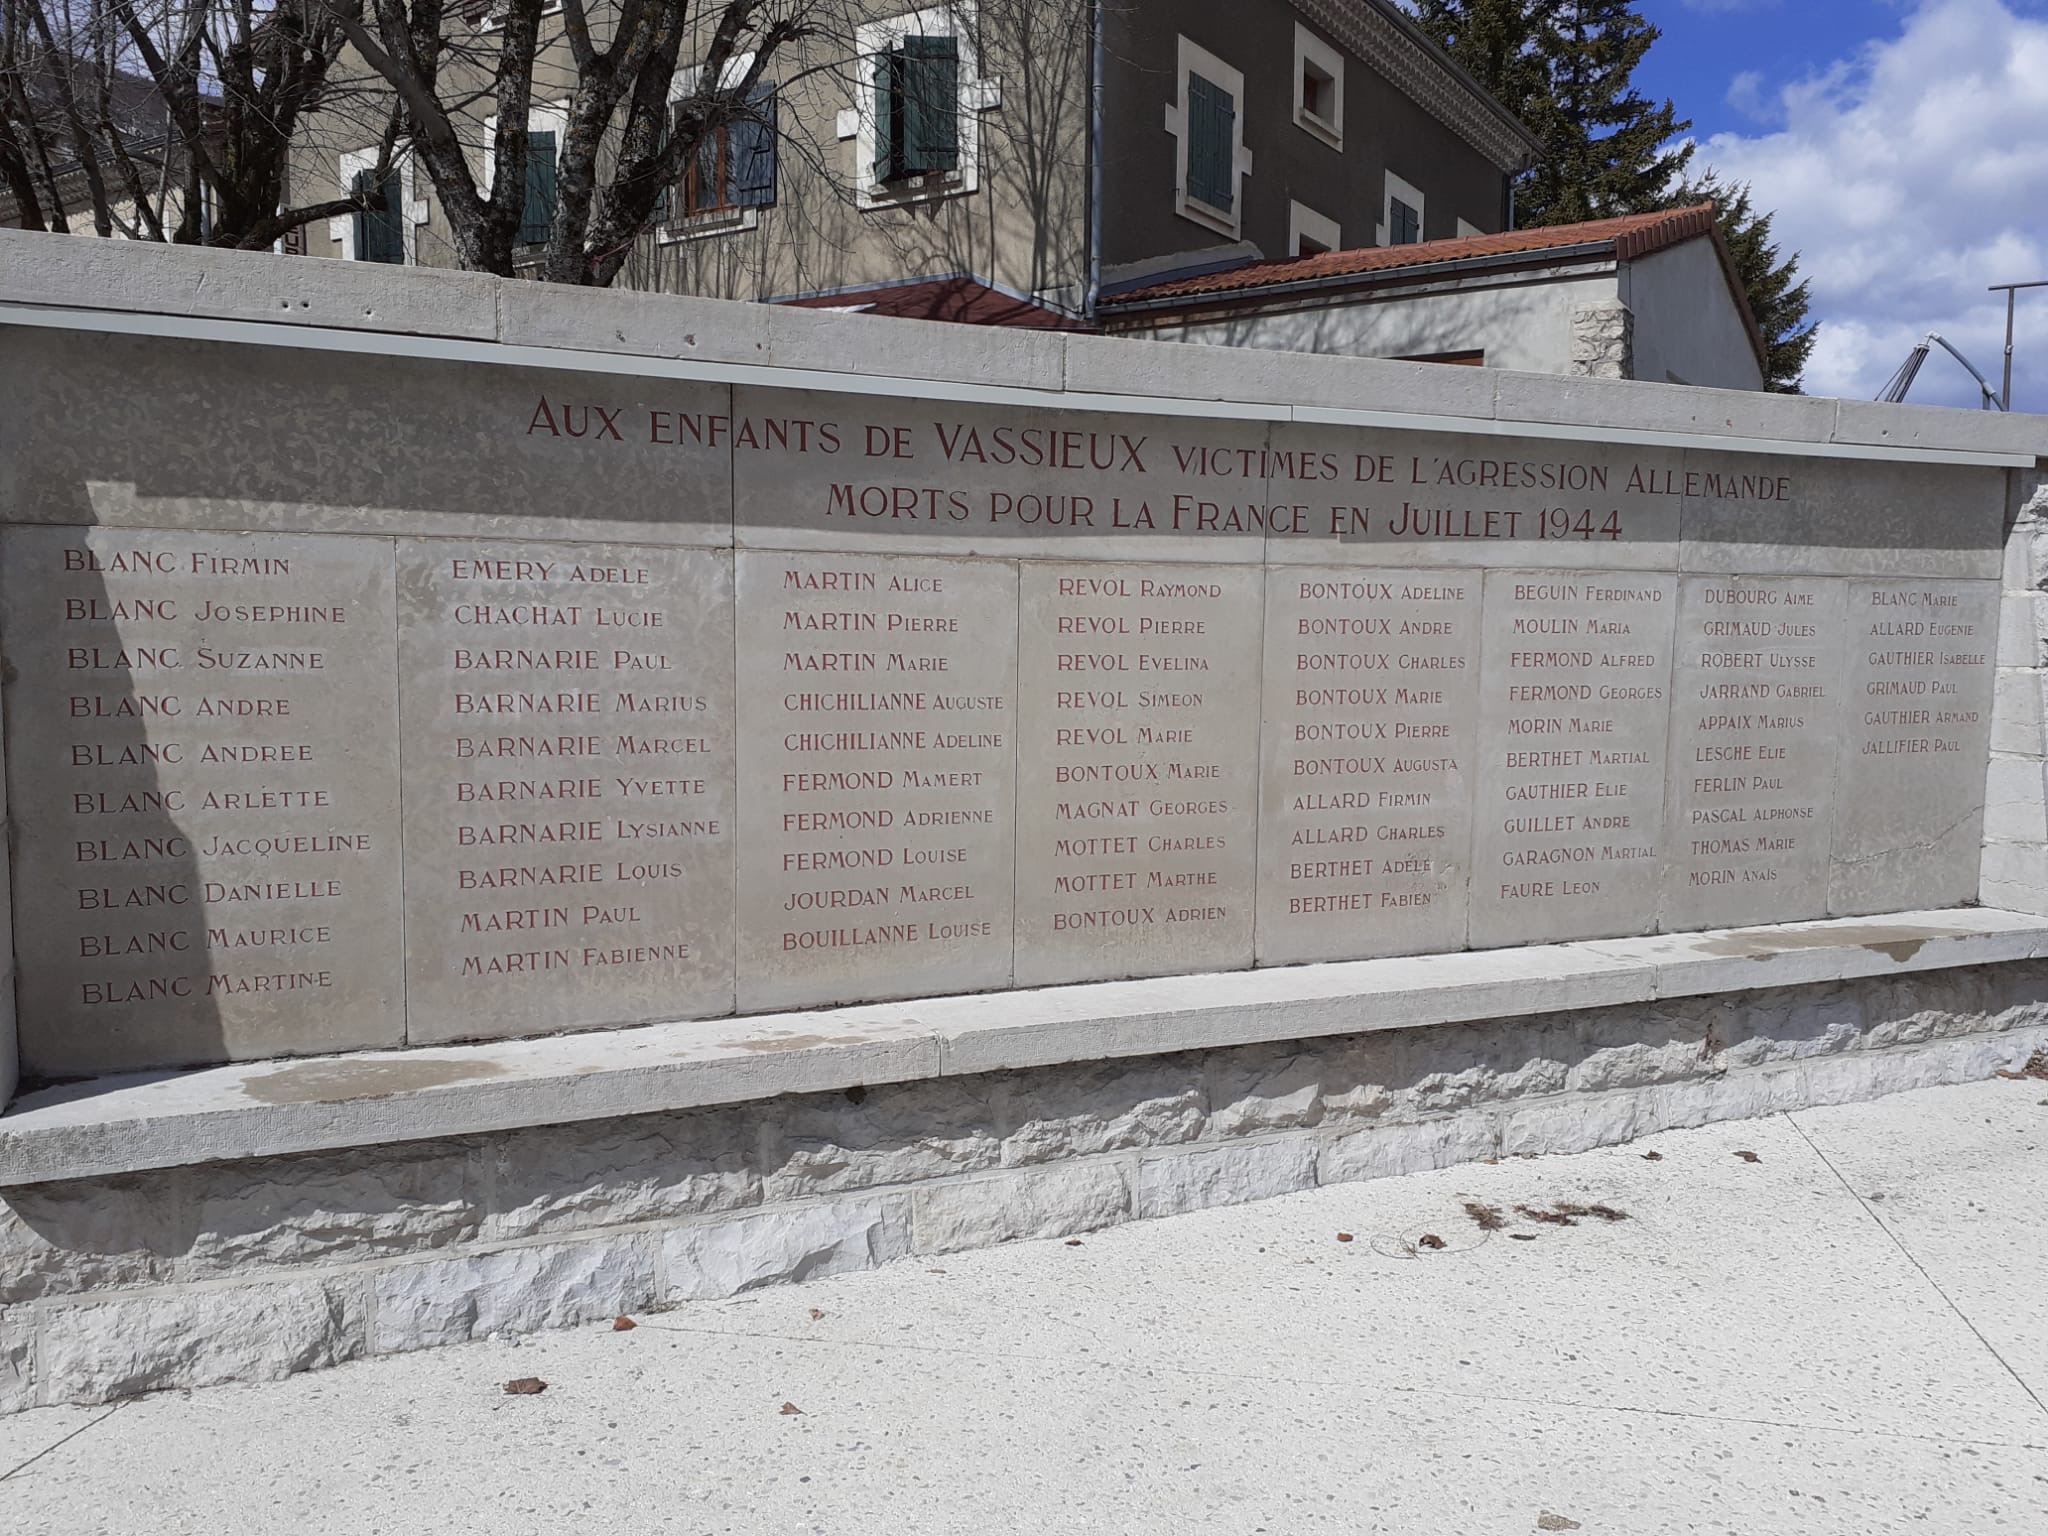 AUX ENFANTS DE VASSIEUX VICTIMES DE L'AGRESSION ALLEMANDE
MORTS POUR LA FRANCE EN JUILLET 1944
BLANC FIRMIN
BLANC JOSEPHINE
BLANC SUZANNE
BLANC ANDRE
BLANC ANDREE
BLANC ARLETTE
BLANC JACQUELINE
BLANC DANIELLE
BLANC MAURICE
BLANC MARTINE
EMERY ADELE
CHACHAT LUCIE
BARNARIE PAUL
BARNARIE MARIUS
BARNARIE MARCEL
BARNARIE YVETTE
BARNARIE LYSIANNE
BARNARIE LOUIS
MARTIN PAUL
MARTIN FABIENNE
MARTIN ALICE
MARTIN PIERRE
MARTIN MARIE
CHICHILIANNE AUGUSTE
CHICHILIANNE ADELINE
FERMOND MAMERT
FERMOND ADRIENNE
FERMOND LOUISE
JOURDAN MARCEL
BOUILLANNE LOUISE
REVOL RAYMOND
REVOL PIERRE
REVOL EVELINA
REVOL SIMEON
REVOL MARIE
BONTOUX MARIE
MAGNAT GEORGES
MOTTET CHARLES
MOTTET MARTHE
BONTOUX ADRIEN
BONTOUX ADELINE
BONTOUX ANDRE
BONTOUX CHARLES
BONTOUX MARIE
BONTOUX PIERRE
BONTOUX AUGUSTA
ALLARD FIRMIN
ALLARD CHARLES
BERTHET ADÈLE
BERTHET FABIEN
BEGUIN FERDINAND
MOULIN MARIA
FERMOND ALFRED
FERMOND GEORGES
MORIN MARIE
BERTHET MARTIAL
GAUTHIER ELIE
GUILLET ANDRE
GARAGNON MARTIAL
FAURE LEON
DUBOURG AIME
GRIMAUD JULES
ROBERT ULYSSE
JARRAND GABRIEL
APPAIX MARIUS
LESCHE ELIE
FERLIN PAUL
PASCAL ALPHONSE
THOMAS MARIE
MORIN ANAÏS
BLANC MARIE
ALLARD EUGENIE
GAUTHIER ISABELLE
GRIMAUD PAUL
GAUTHIER ARMAND
JALLIFIER PAUL